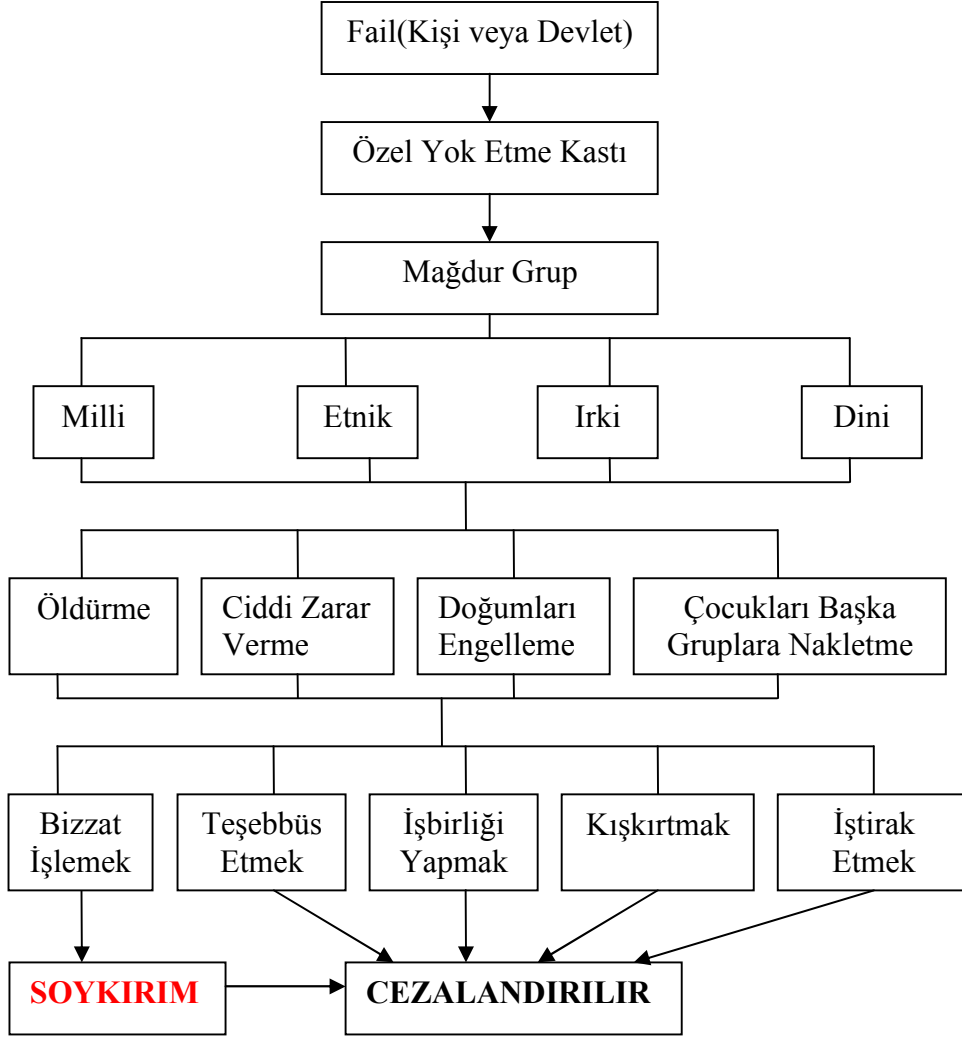 Fail(Kişi veya Devlet)
Özel Yok Etme Kastı
Mağdur Grup
Milli
Etnik
Irki
Dini
Öldürme
Ciddi Zarar
Verme
Doğumları
Engelleme
Çocukları Başka
Gruplara Nakletme
Bizzat
İşlemek
Teşebbüs
Etmek
İşbirliği
Yapmak
Kışkırtmak
İştirak
Etmek
SOYKIRIM
CEZALANDIRILIR